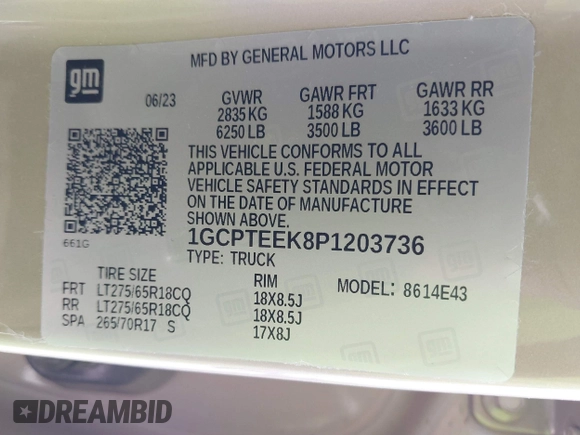 MFD BY GENERAL MOTORS LLC
gm
06/23
GVWR GAWR FRT GAWR RR
2835 KG 1588 KG 1633 KG
6250 LB 3500 LB 3600 LB
THIS VEHICLE CONFORMS TO ALL
APPLICABLE U.S. FEDERAL MOTOR
VEHICLE SAFETY STANDARDS IN EFFECT
ON THE DATE OF MANUFACTURE
SHOWN ABOVE.
661G
1GCPTEEK8P1203736
TYPE: TRUCK
TIRE SIZE RIM MODEL: 8614E43
FRT LT275/65R18CQ 18X8.5J
RR LT275/65R18CQ 18X8.5J
SPA 265/70R17 S 17X8J
DREAMBID